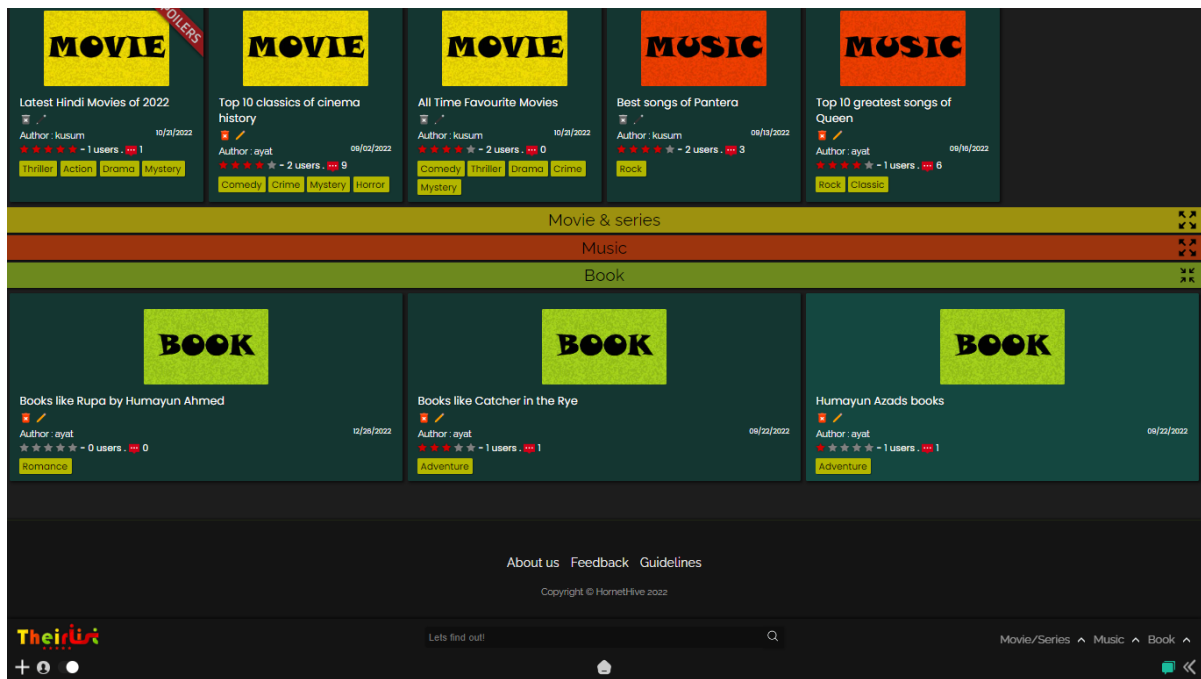 MOVIE
SPOILERS
MOVIE
MOVIE
MUSIC
MUSIC
Latest Hindi Movies of 2022
Author : kusum
10/21/2022
- 1 users . 1
Thriller Action Drama Mystery
Top 10 classics of cinema
history
Author : ayat
09/02/2022
- 2 users . 9
Comedy Crime Mystery Horror
All Time Favourite Movies
Author : kusum
10/21/2022
- 2 users . 0
Comedy Thriller Drama Crime
Mystery
Best songs of Pantera
Author : kusum
09/13/2022
- 2 users . 3
Rock
Top 10 greatest songs of
Queen
Author : ayat
09/16/2022
- 1 users . 6
Rock Classic
Movie & series
Music
Book
BOOK
BOOK
BOOK
Books like Rupa by Humayun Ahmed
Author : ayat
12/26/2022
- 0 users . 0
Romance
Books like Catcher in the Rye
Author : ayat
09/22/2022
- 1 users . 1
Adventure
Humayun Azads books
Author : ayat
09/22/2022
- 1 users . 1
Adventure
About us Feedback Guidelines
Copyright © HornetHive 2022
TheirList
Lets find out!
Movie/Series Music Book